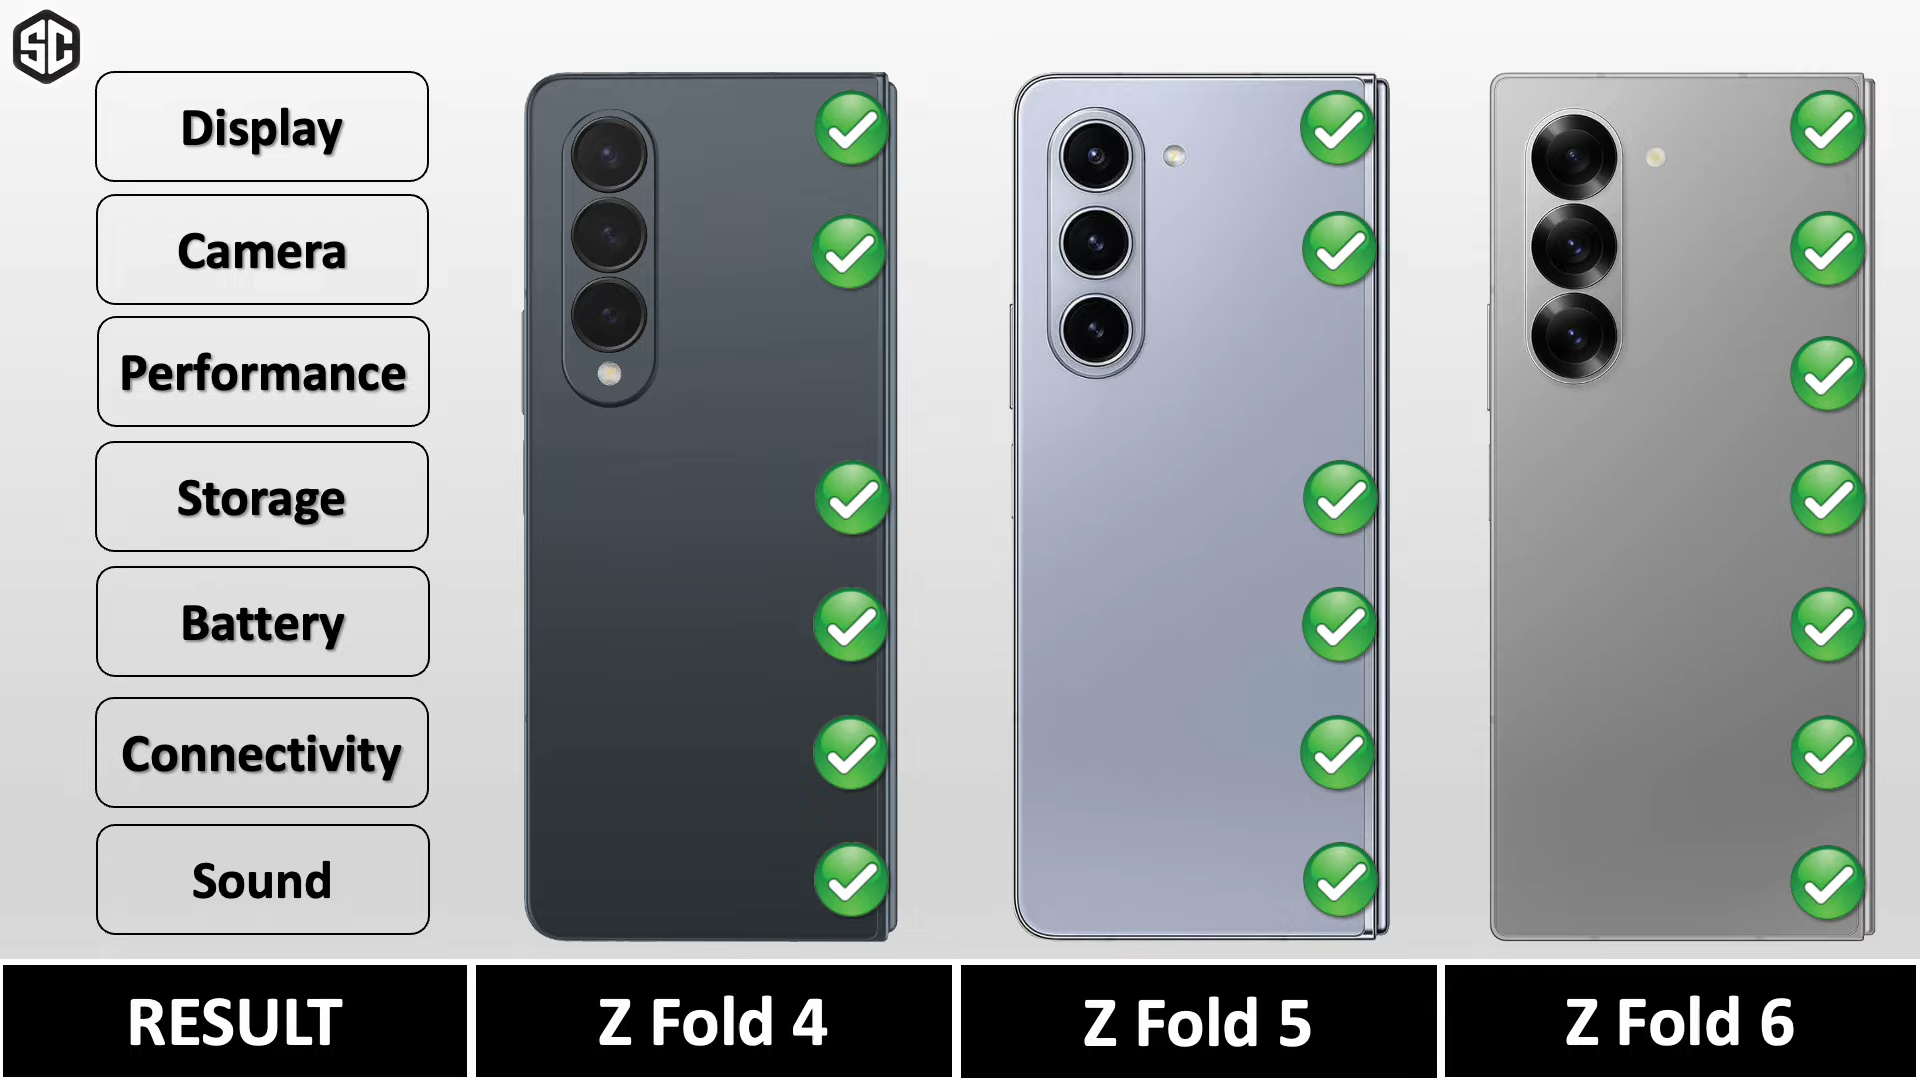 SC
Display
Camera
Performance
Storage
Battery
Connectivity
Sound
RESULT
Z Fold 4
Z Fold 5
Z Fold 6